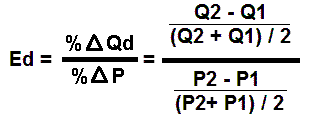 Ed = %ΔQd / %ΔP = ((Q2 - Q1) / ((Q2 + Q1) / 2)) / ((P2 - P1) / ((P2+ P1) / 2))